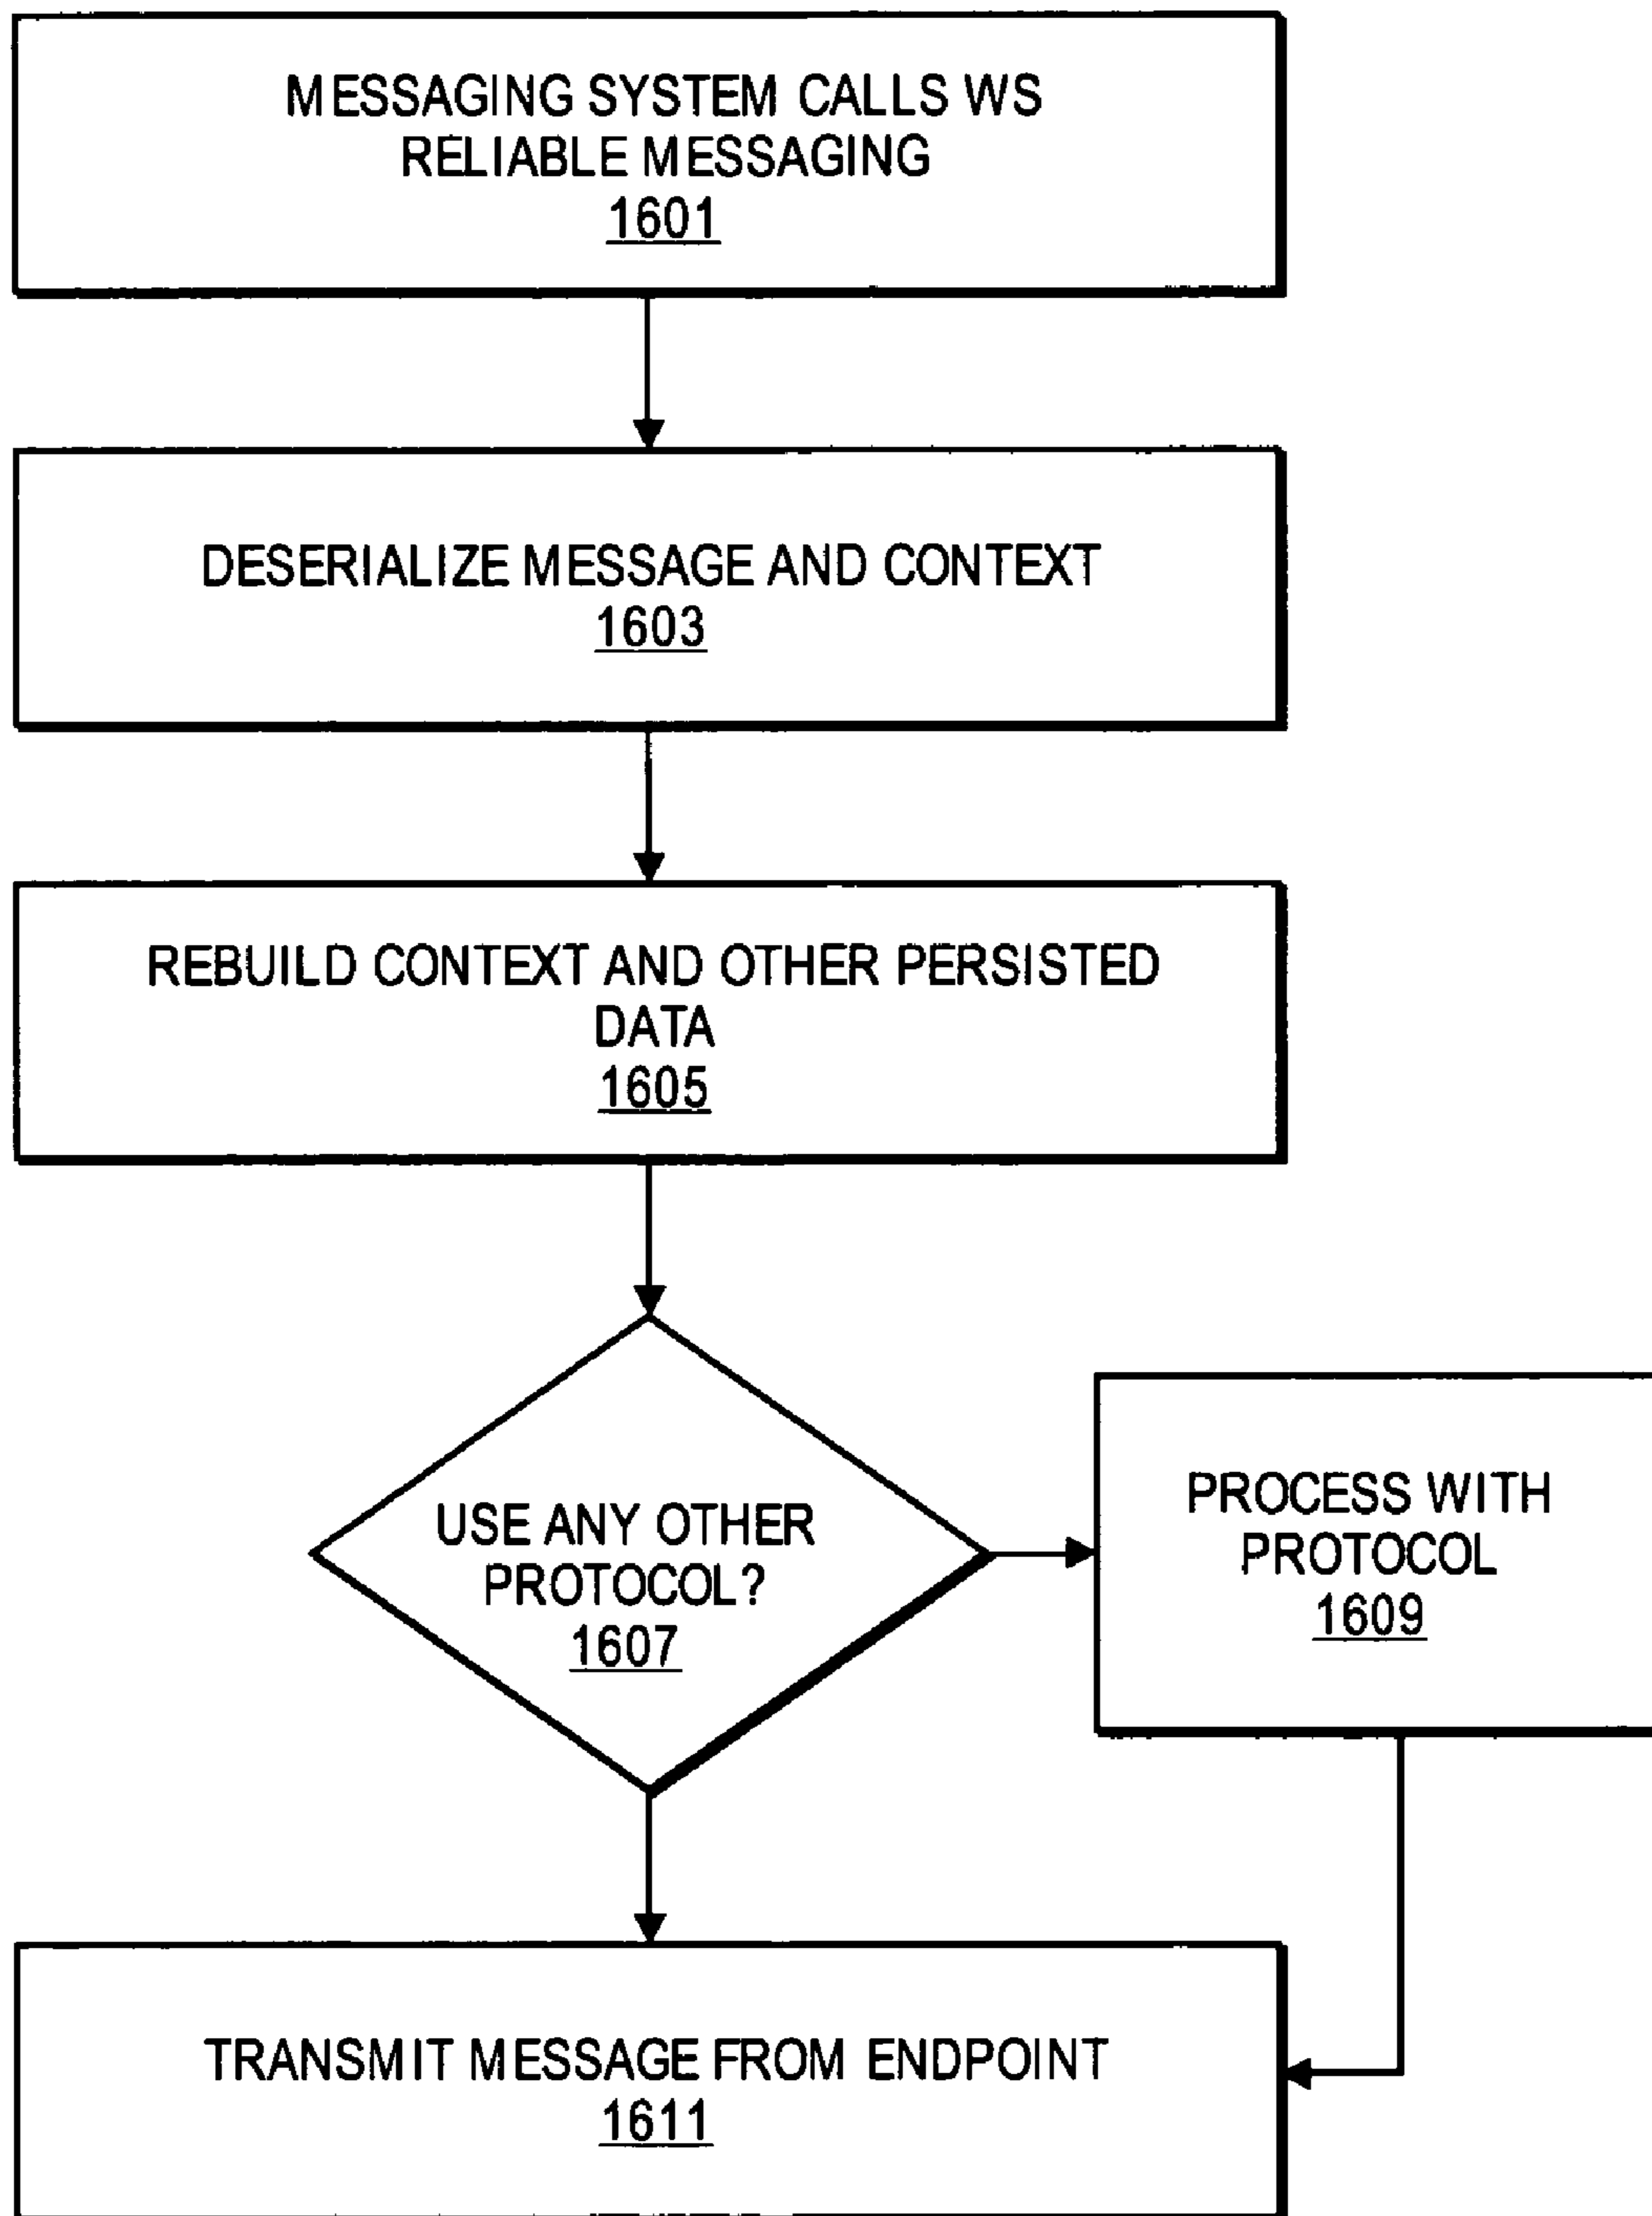 MESSAGING SYSTEM CALLS WS
RELIABLE MESSAGING
1601
DESERIALIZE MESSAGE AND CONTEXT
1603
REBUILD CONTEXT AND OTHER PERSISTED
DATA
1605
USE ANY OTHER
PROTOCOL?
1607
PROCESS WITH
PROTOCOL
1609
TRANSMIT MESSAGE FROM ENDPOINT
1611